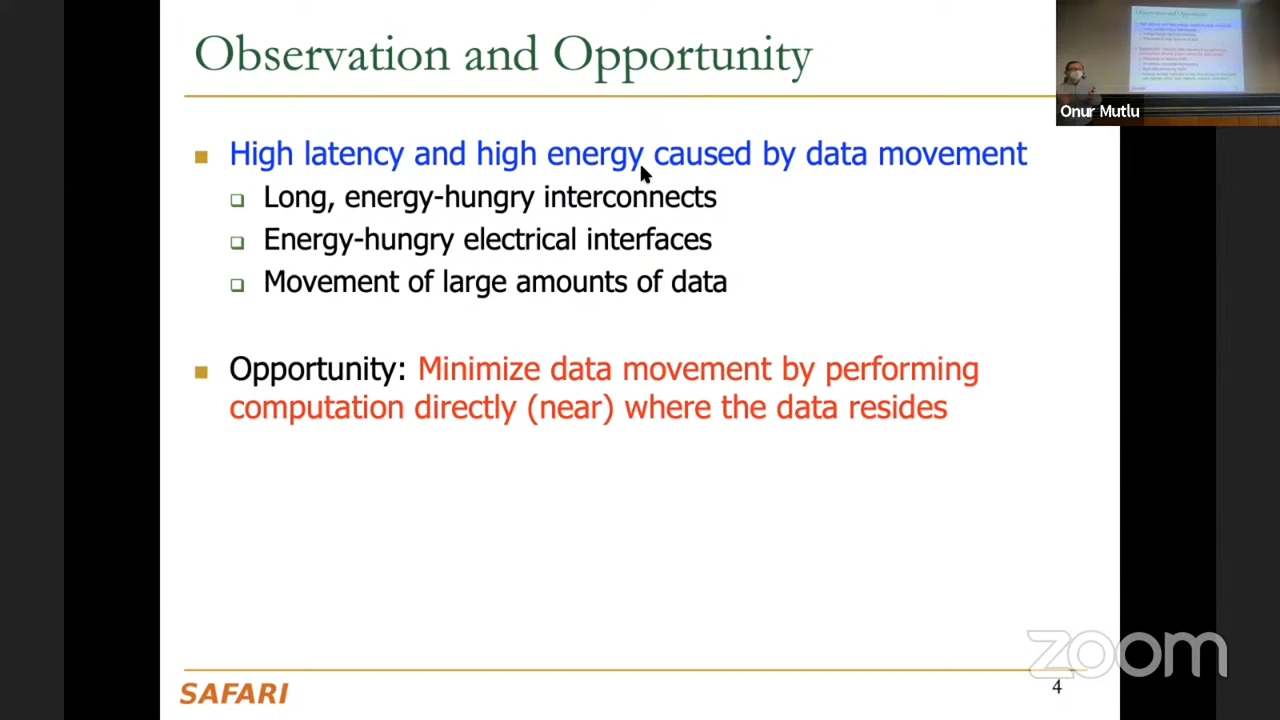 Observation and Opportunity
Onur Mutlu
High latency and high energy caused by data movement
Long, energy-hungry interconnects
Energy-hungry electrical interfaces
Movement of large amounts of data
Opportunity: Minimize data movement by performing
computation directly (near) where the data resides
zoom
SAFARI
4